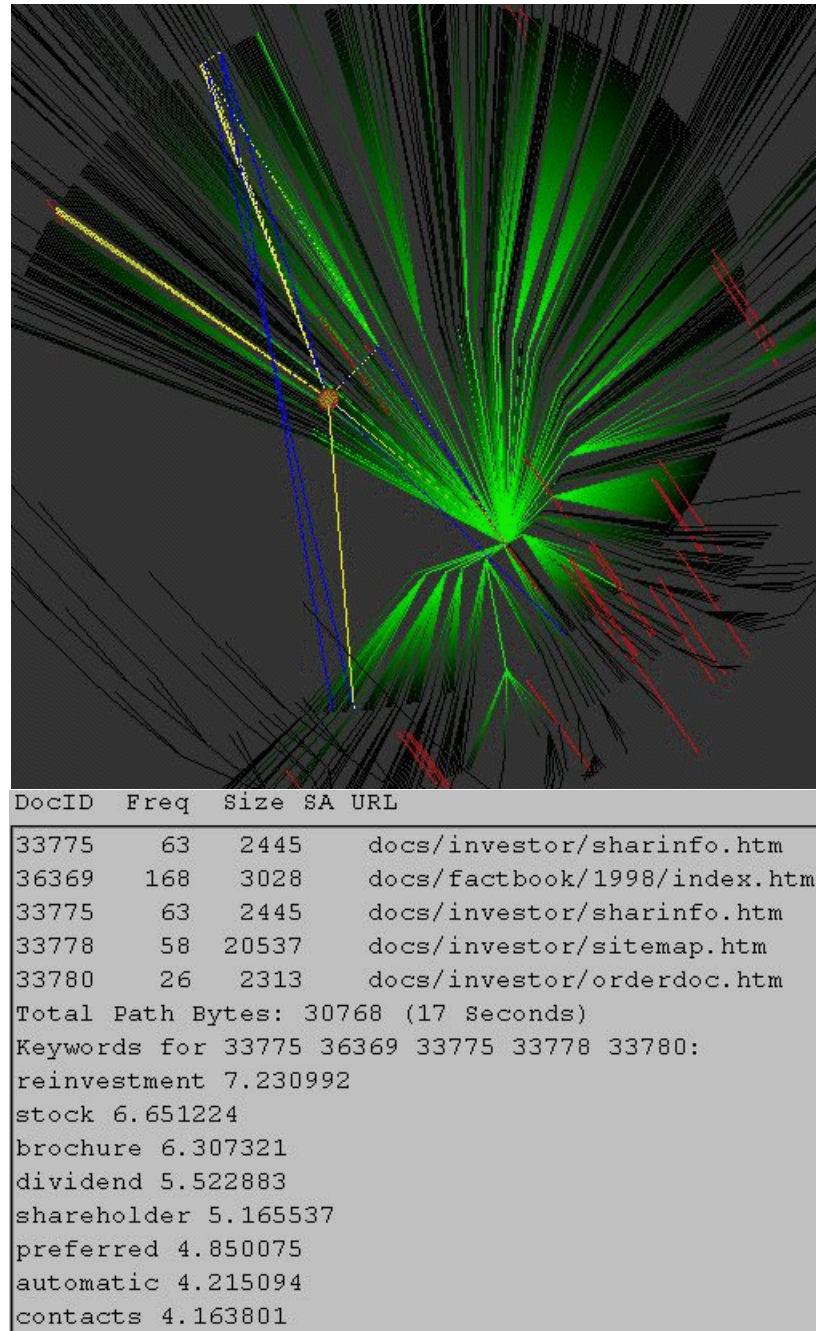 DocID Freq Size SA URL
33775 63 2445 docs/investor/sharinfo.htm
36369 168 3028 docs/factbook/1998/index.htm
33775 63 2445 docs/investor/sharinfo.htm
33778 58 20537 docs/investor/sitemap.htm
33780 26 2313 docs/investor/orderdoc.htm
Total Path Bytes: 30768 (17 Seconds)
Keywords for 33775 36369 33775 33778 33780:
reinvestment 7.230992
stock 6.651224
brochure 6.307321
dividend 5.522883
shareholder 5.165537
preferred 4.850075
automatic 4.215094
contacts 4.163801